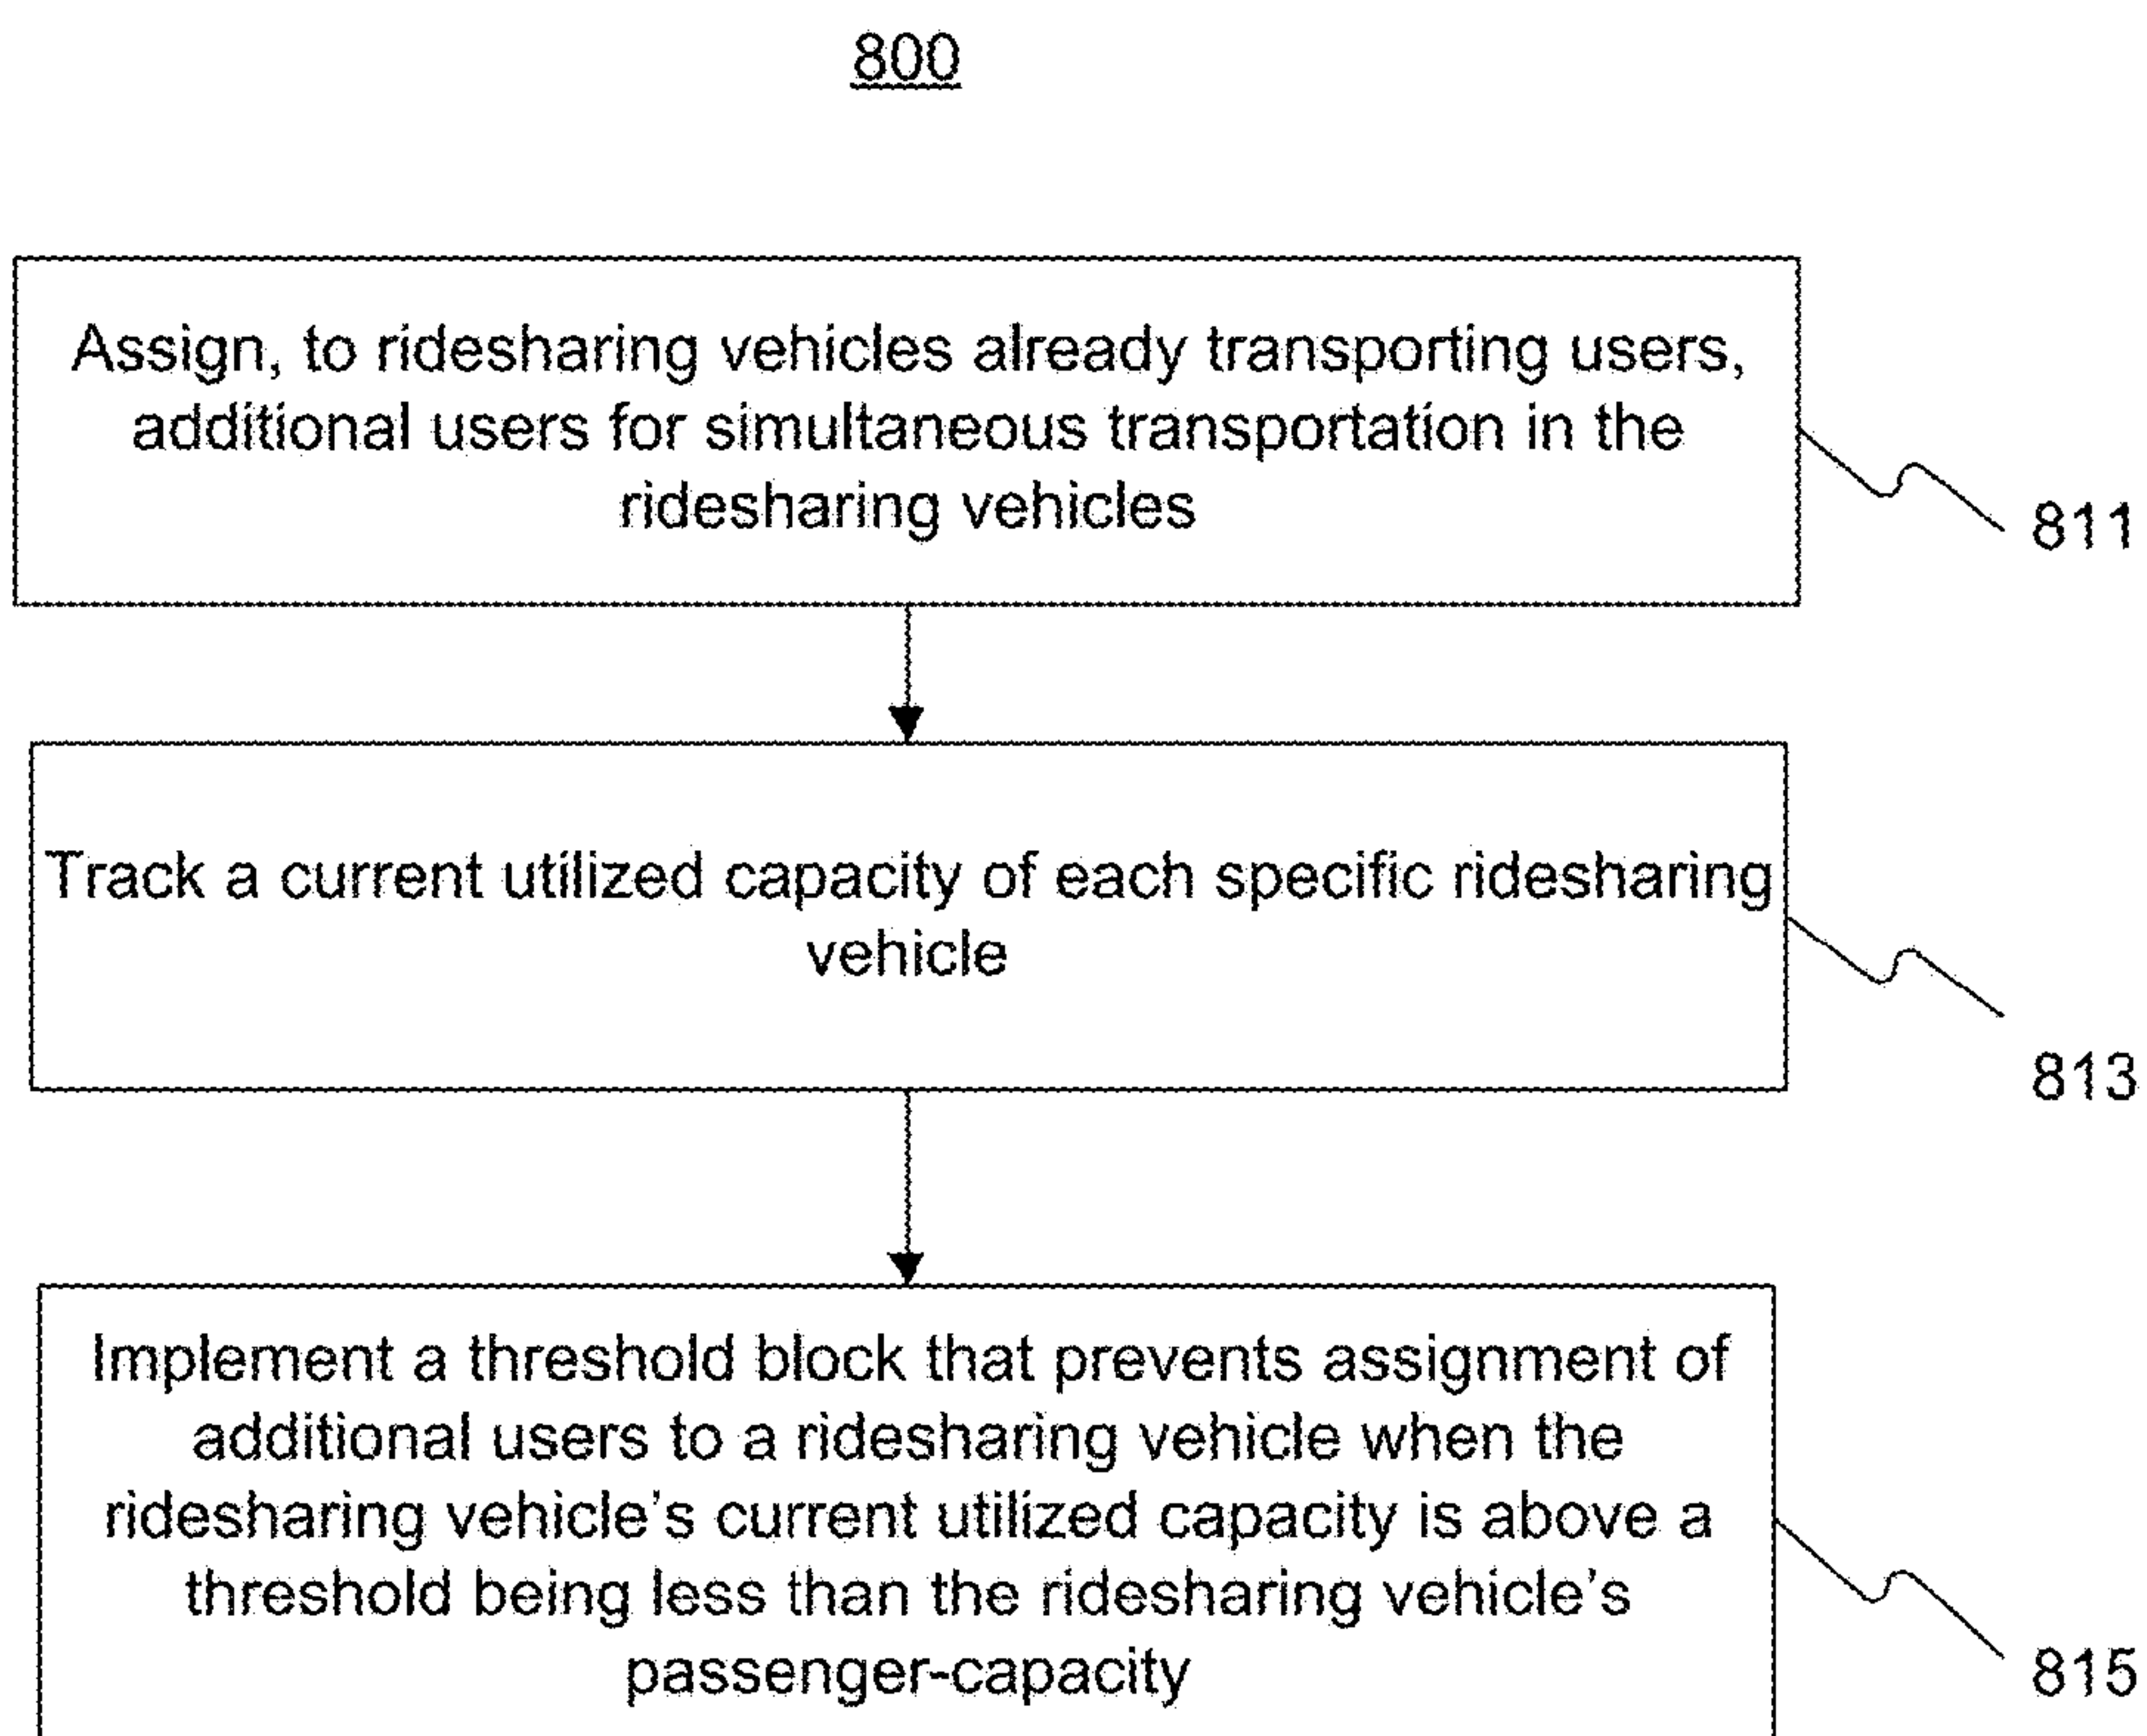 800
Assign, to ridesharing vehicles already transporting users,
additional users for simultaneous transportation in the
ridesharing vehicles
811
Track a current utilized capacity of each specific ridesharing
vehicle
813
Implement a threshold block that prevents assignment of
additional users to a ridesharing vehicle when the
ridesharing vehicle's current utilized capacity is above a
threshold being less than the ridesharing vehicle's
passenger-capacity
815